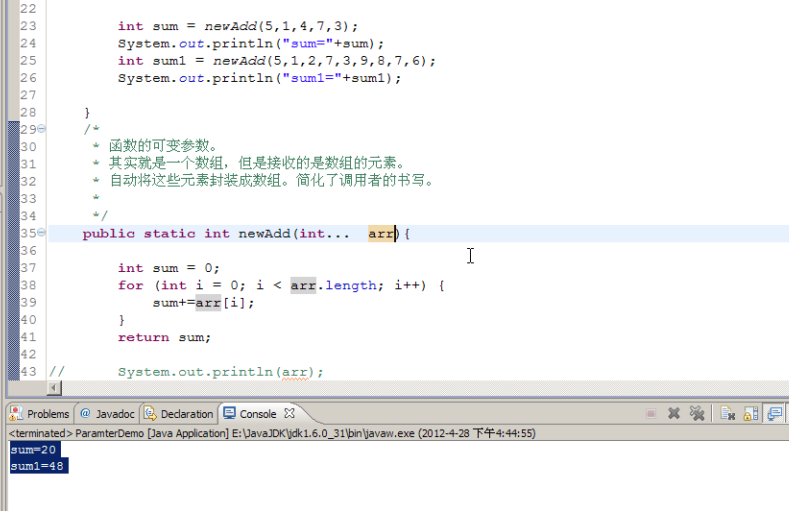 22
23 int sum = newAdd(5,1,4,7,3);
24 System.out.println("sum="+sum);
25 int sum1 = newAdd(5,1,2,7,3,9,8,7,6);
26 System.out.println("sum1="+sum1);
27
28 }
29 /*
30 * 函数的可变参数。
31 * 其实就是一个数组，但是接收的是数组的元素。
32 * 自动将这些元素封装成数组。简化了调用者的书写。
33 *
34 */
35 public static int newAdd(int... arr){
36
37 int sum = 0;
38 for (int i = 0; i < arr.length; i++) {
39 sum+=arr[i];
40 }
41 return sum;
42
43 // System.out.println(arr);
Problems @ Javadoc Declaration Console
<terminated> ParamterDemo [Java Application] E:\JavaJDK\jdk1.6.0_31\bin\javaw.exe (2012-4-28 下午4:44:55)
sum=20
sum1=48